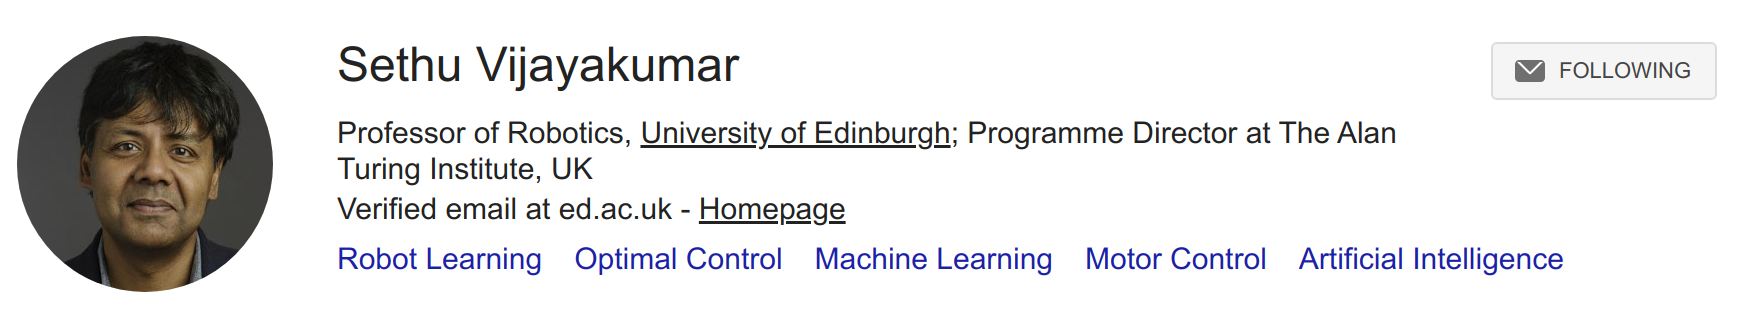 Sethu Vijayakumar
FOLLOWING
Professor of Robotics, University of Edinburgh; Programme Director at The Alan
Turing Institute, UK
Verified email at ed.ac.uk - Homepage
Robot Learning Optimal Control Machine Learning Motor Control Artificial Intelligence